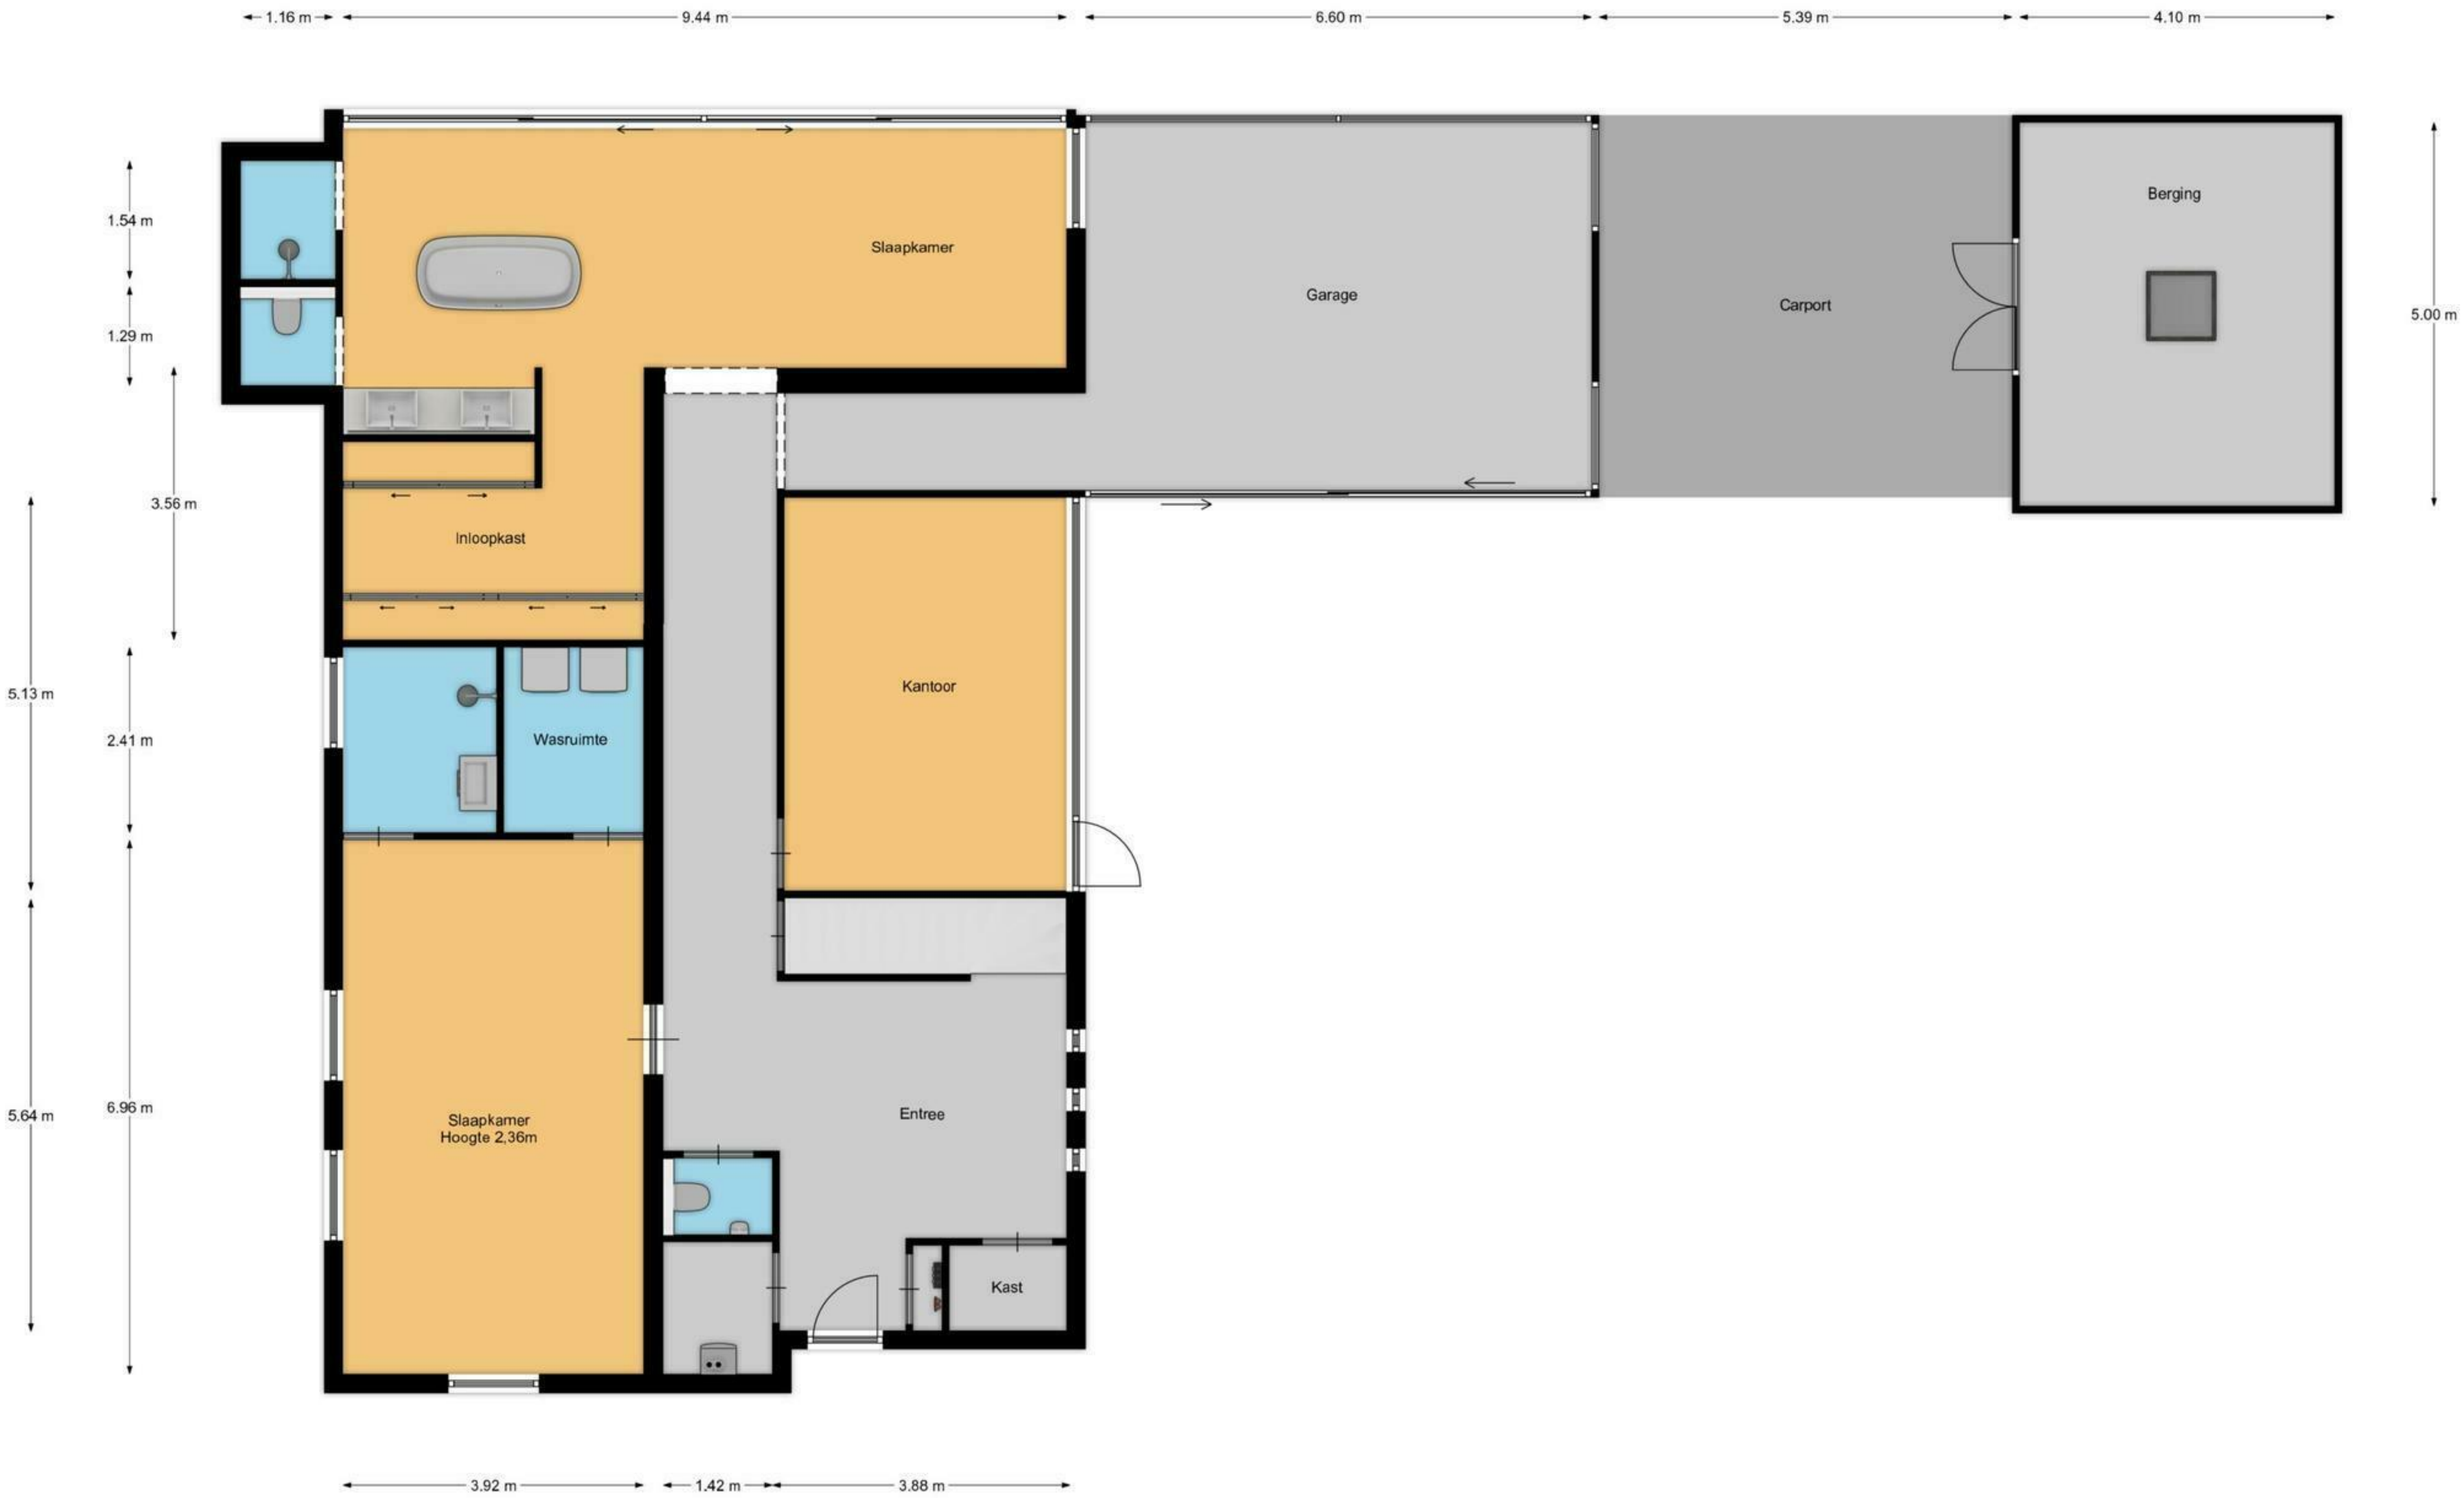 1.16 m
9.44 m
6.60 m
5.39 m
4.10 m
Berging
1.54 m
Slaapkamer
Garage
Carport
5.00 m
1.29 m
3.56 m
Inloopkast
5.13 m
Kantoor
2.41 m
Wasruimte
5.64 m
6.96 m
Slaapkamer
Hoogte 2,36m
Entree
Kast
3.92 m
1.42 m
3.88 m